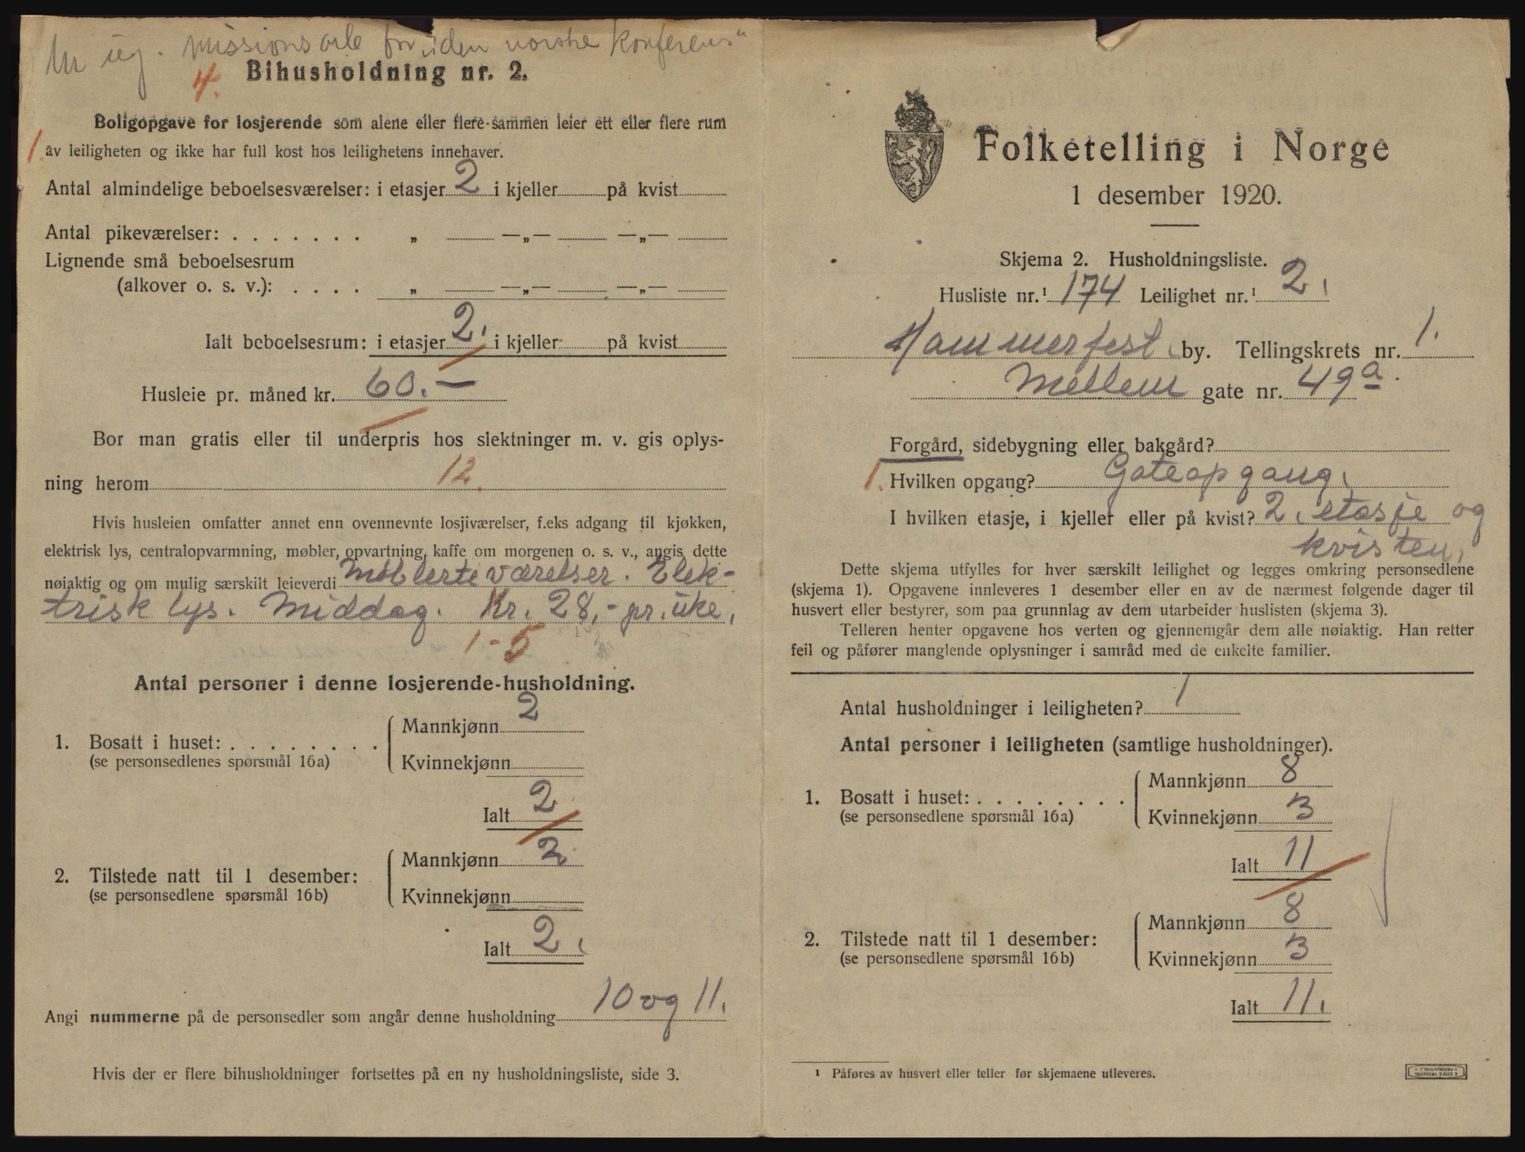 missionsarb for "den norske konferens"
4.
Bihusholdning nr. 2.
Boligopgave for losjerende som alene eller flere sammen leier ett eller flere rum
1. av leiligheten og ikke har full kost hos leilighetens innehaver.
Antal almindelige beboelsesværelser: i etasjer 2 i kjeller på kvist
Antal pikeværelser: . . . . . . . „ —„— —„—
Lignende små beboelsesrum
(alkover o. s. v.): . . . . „ —„— —„—
Ialt beboelsesrum: i etasjer 2. i kjeller på kvist
Husleie pr. måned kr. 60.—
Bor man gratis eller til underpris hos slektninger m. v. gis oplys-
ning herom 12.
Hvis husleien omfatter annet enn ovennevnte losjiværelser, f.eks adgang til kjøkken,
elektrisk lys, centralopvarmning, møbler, opvartning, kaffe om morgenen o. s. v., angis dette
nøiaktig og om mulig særskilt leieverdi Møblerte værelser. Elek-
trisk lys. Middag. Kr. 28,- pr. uke,
1-5
Antal personer i denne losjerende-husholdning.
1. Bosatt i huset: . . . . . . . .
(se personsedlenes spørsmål 16a)
Mannkjønn 2
Kvinnekjønn
Ialt 2
2. Tilstede natt til 1 desember:
(se personsedlene spørsmål 16b)
Mannkjønn 2
Kvinnekjønn
Ialt 2.
Angi nummerne på de personsedler som angår denne husholdning 10 og 11.
Hvis der er flere bihusholdninger fortsettes på en ny husholdningsliste, side 3.
Folketelling i Norge
1 desember 1920.
Skjema 2. Husholdningsliste.
Husliste nr.¹ 174 Leilighet nr.¹ 2.
Hammerfest by. Tellingskrets nr. 1.
Mellem gate nr. 49a.
Forgård, sidebygning eller bakgård?
1. Hvilken opgang? Gateopgang.
I hvilken etasje, i kjeller eller på kvist? 2. etasje og
kvisten.
Dette skjema utfylles for hver særskilt leilighet og legges omkring personsedlene
(skjema 1). Opgavene innleveres 1 desember eller en av de nærmest følgende dager til
husvert eller bestyrer, som paa grunnlag av dem utarbeider huslisten (skjema 3).
Telleren henter opgavene hos verten og gjennemgår dem alle nøiaktig. Han retter
feil og påfører manglende oplysninger i samråd med de enkelte familier.
Antal husholdninger i leiligheten? 1
Antal personer i leiligheten (samtlige husholdninger).
1. Bosatt i huset: . . . . . . . .
(se personsedlene spørsmål 16a)
Mannkjønn 8
Kvinnekjønn 3
Ialt 11
2. Tilstede natt til 1 desember:
(se personsedlene spørsmål 16b)
Mannkjønn 8
Kvinnekjønn 3
Ialt 11.
¹ Påføres av husvert eller teller før skjemaene utleveres.